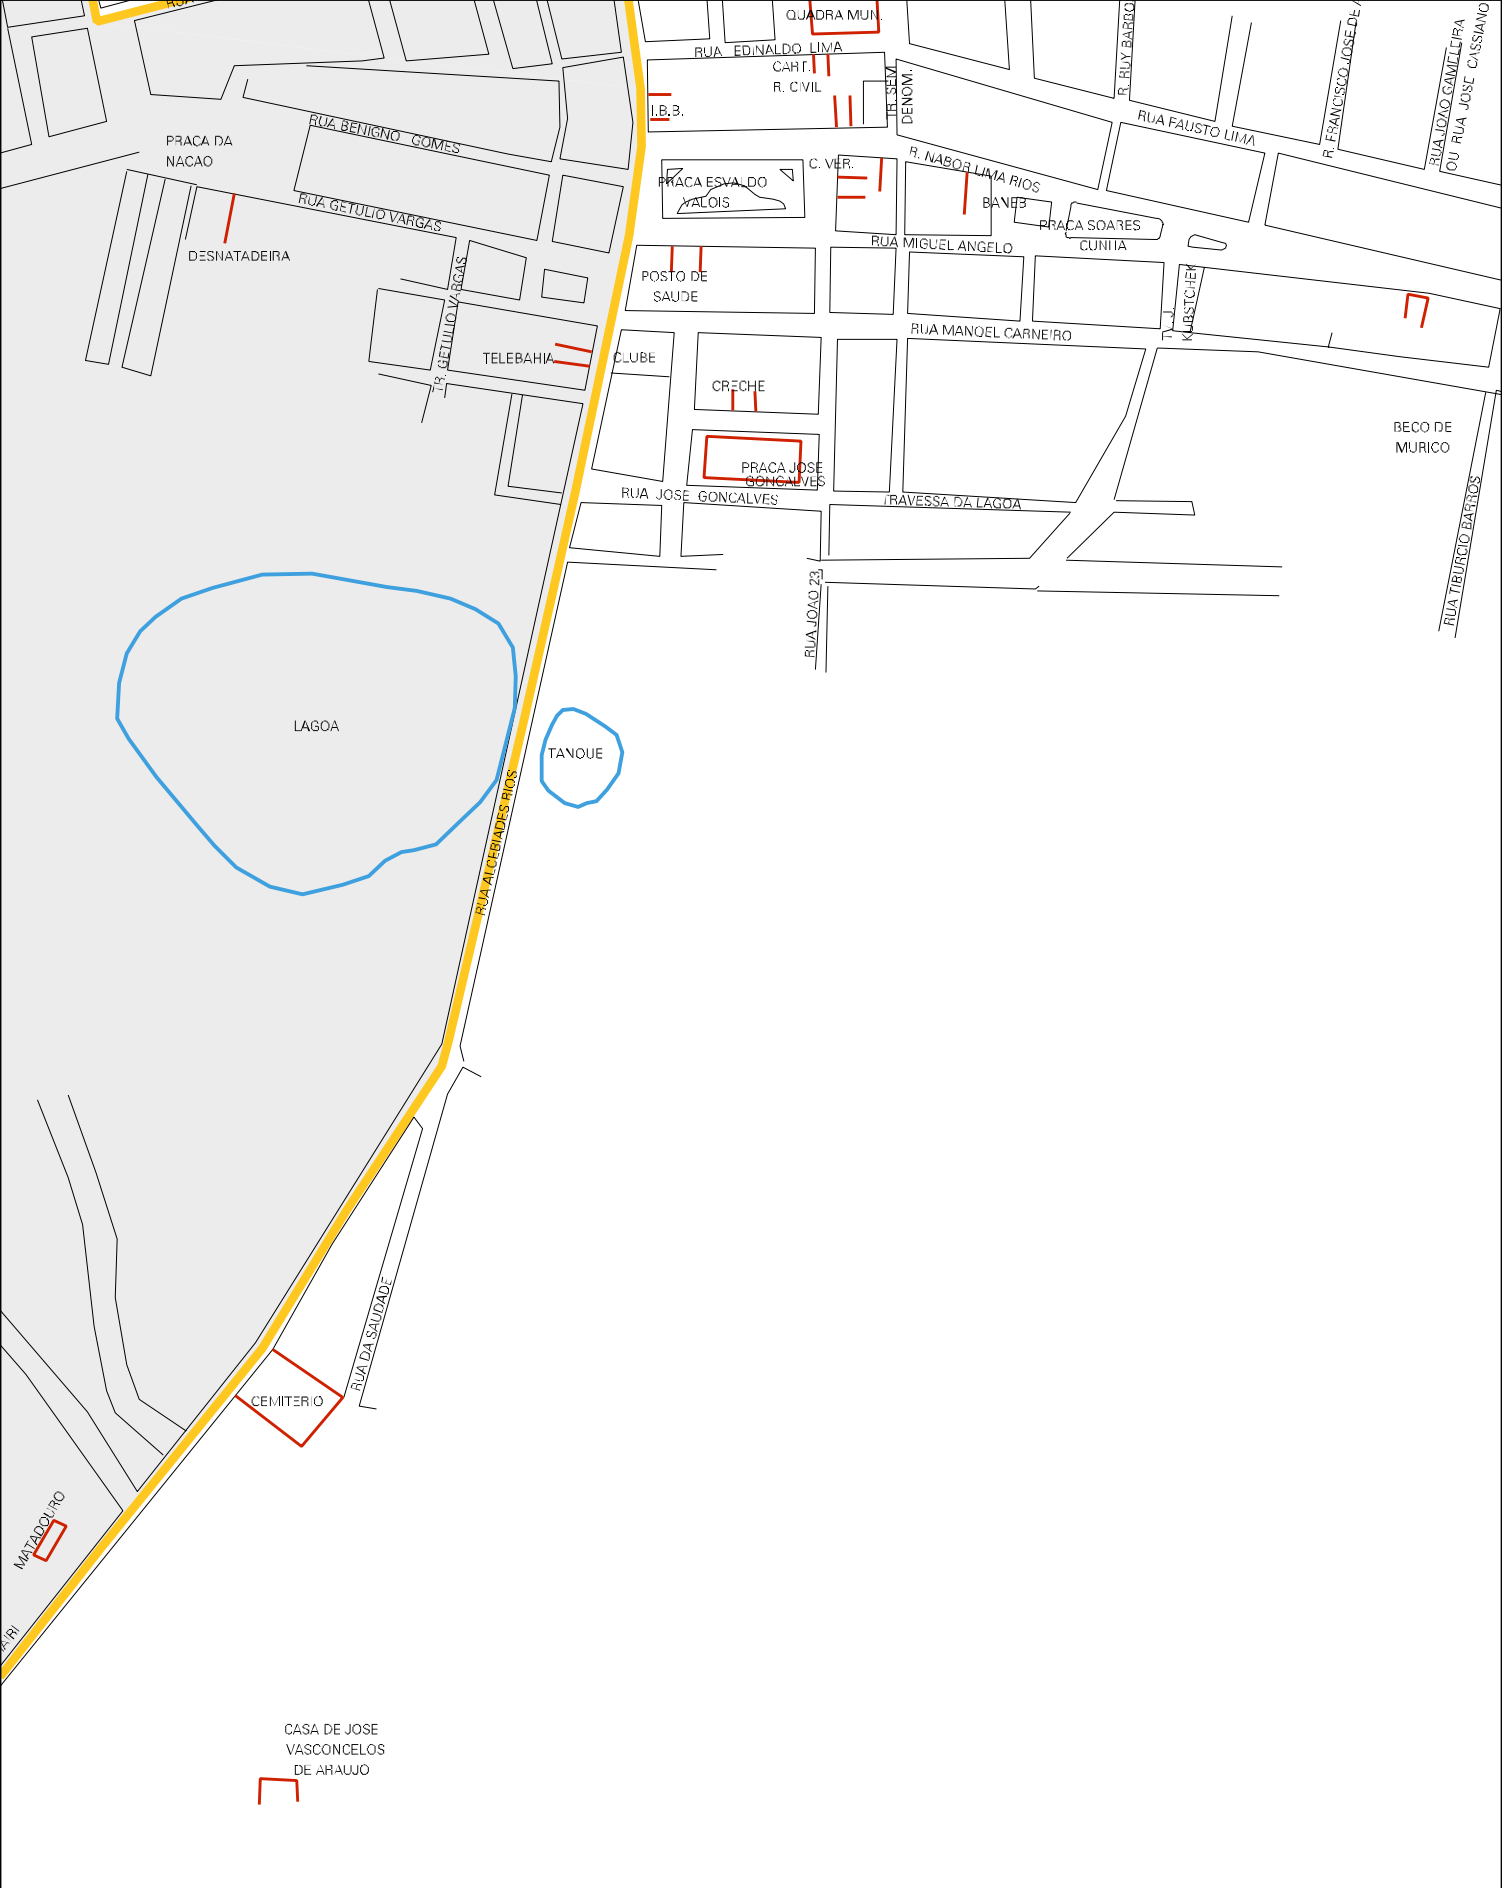 QUADRA MUN.
RUA EDINALDO LIMA
CART.
R. CIVIL
I.B.B.
TR. SEM
DENOM.
R. RUY BARBO
R. FRANCISCO JOSE DE
RUA JOAO GAMELEIRA
OU RUA JOSE CASSIANO
RUA FAUSTO LIMA
RUA BENIGNO GOMES
PRACA DA
NACAO
C. VER.
R. NABOR LIMA RIOS
PRACA ESVALDO
VALOIS
BANEB
RUA GETULIO VARGAS
PRACA SOARES
CUNHA
DESNATADEIRA
RUA MIGUEL ANGELO
POSTO DE
SAUDE
TR. GETULIO VARGAS
TV. J.
KUBSTCHEK
RUA MANOEL CARNEIRO
TELEBAHIA
CLUBE
CRECHE
BECO DE
MURICO
PRACA JOSE
GONCALVES
RUA JOSE GONCALVES
TRAVESSA DA LAGOA
RUA TIBURCIO BARROS
RUA JOAO 23
LAGOA
TANQUE
RUA ALCEBIADES RIOS
RUA DA SAUDADE
CEMITERIO
MATADOURO
CASA DE JOSE
VASCONCELOS
DE ARAUJO